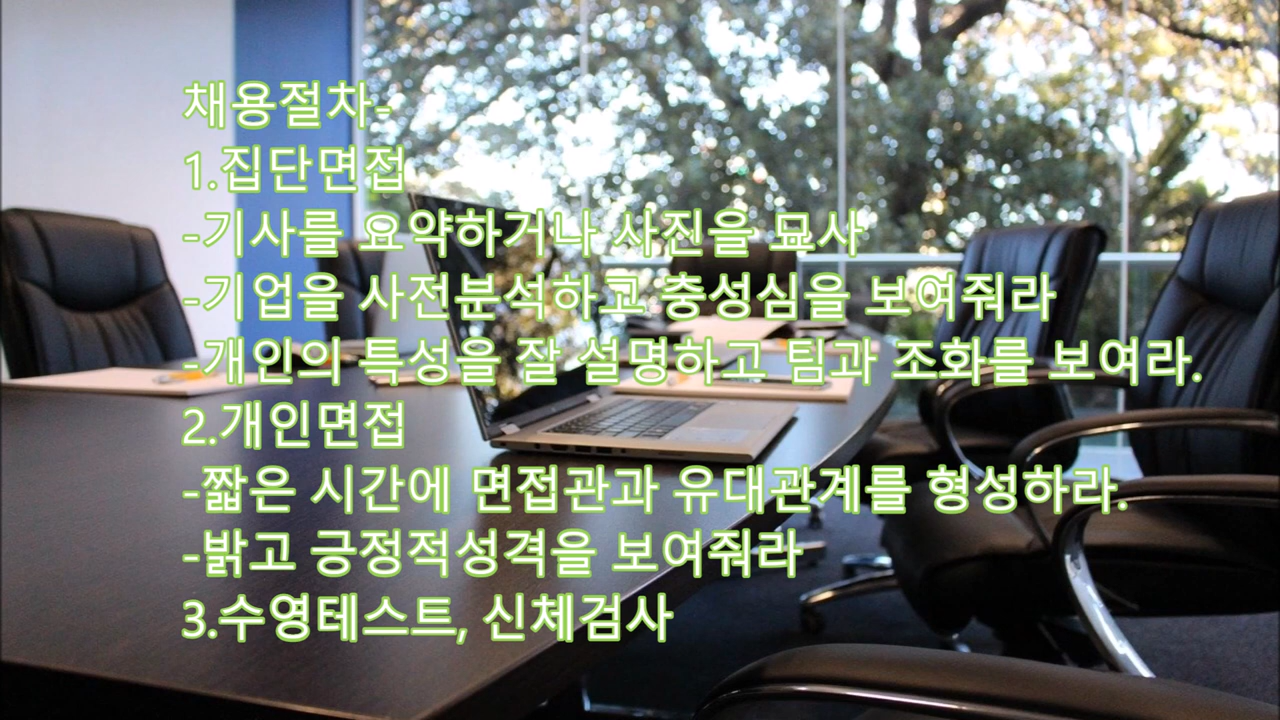 채용절차-
1.집단면접
-기사를 요약하거나 사진을 묘사
-기업을 사전분석하고 충성심을 보여줘라
-개인의 특성을 잘 설명하고 팀과 조화를 보여라.
2.개인면접
-짧은 시간에 면접관과 유대관계를 형성하라.
-밝고 긍정적성격을 보여줘라
3.수영테스트, 신체검사